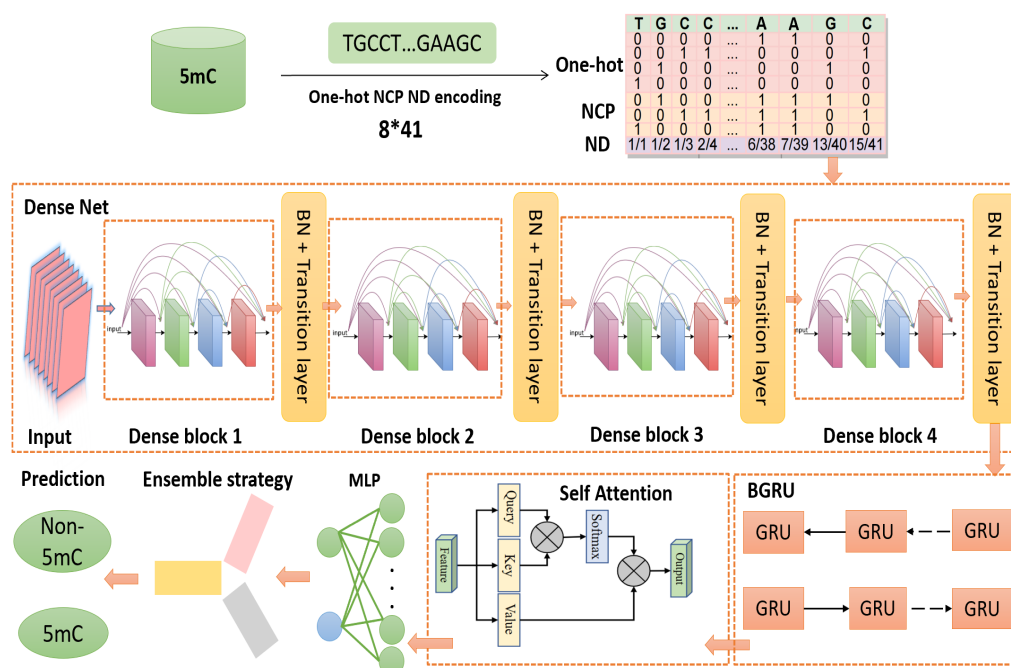 5mC
TGCCT...GAAGC
One-hot NCP ND encoding
8*41
One-hot
NCP
ND
T G C C ... A A G C
0 0 0 0 ... 1 1 0 0
0 0 1 1 ... 0 0 0 1
0 1 0 0 ... 0 0 1 0
1 0 0 0 ... 0 0 0 0
0 1 0 0 ... 1 1 1 0
0 0 1 1 ... 1 1 0 1
1 0 0 0 ... 1 1 0 0
1/1 1/2 1/3 2/4 ... 6/38 7/39 13/40 15/41
Dense Net
input
input
input
input
BN + Transition layer
BN + Transition layer
BN + Transition layer
BN + Transition layer
Input
Dense block 1
Dense block 2
Dense block 3
Dense block 4
Prediction
Non-
5mC
5mC
Ensemble strategy
MLP
Self Attention
Feature
Query
Key
Value
Softmax
Output
BGRU
GRU GRU GRU
GRU GRU GRU